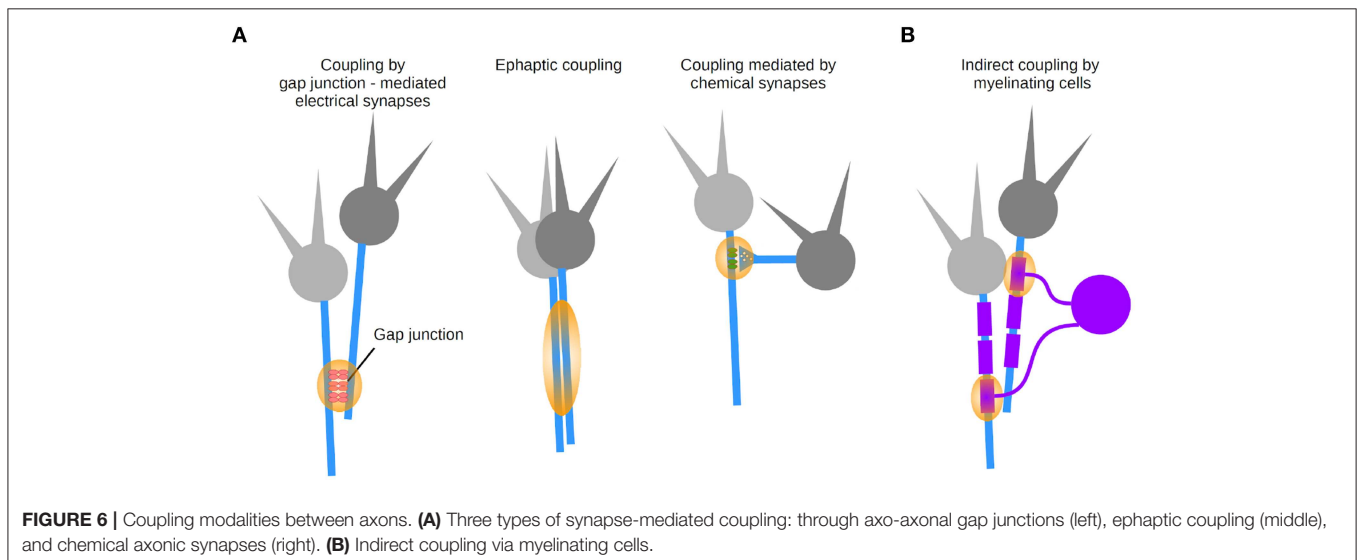 A
B
Coupling by
gap junction - mediated
electrical synapses
Ephaptic coupling
Coupling mediated by
chemical synapses
Indirect coupling by
myelinating cells
Gap junction
FIGURE 6 | Coupling modalities between axons. (A) Three types of synapse-mediated coupling: through axo-axonal gap junctions (left), ephaptic coupling (middle),
and chemical axonic synapses (right). (B) Indirect coupling via myelinating cells.